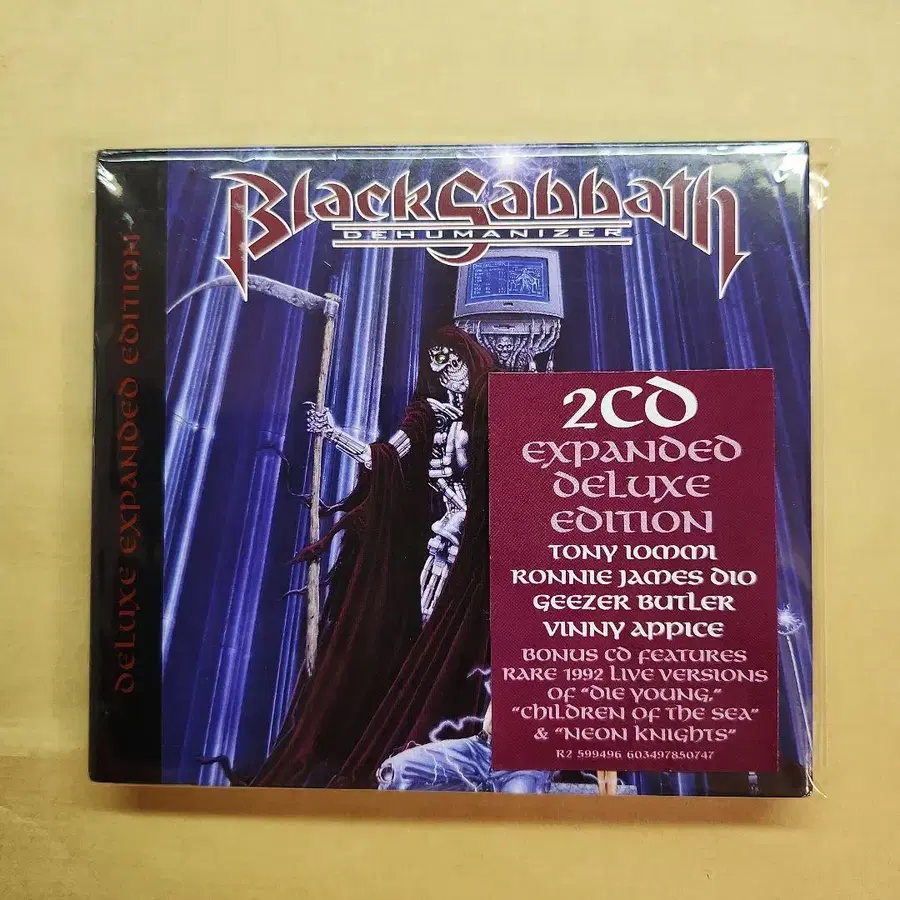 Black Sabbath
DEHUMANIZER
DELUXE EXPANDED EDITION
2CD
EXPANDED
DELUXE
EDITION
TONY IOMMI
RONNIE JAMES DIO
GEEZER BUTLER
VINNY APPICE
BONUS CD FEATURES
RARE 1992 LIVE VERSIONS
OF "DIE YOUNG,"
"CHILDREN OF THE SEA"
& "NEON KNIGHTS"
R2 599496 603497850747